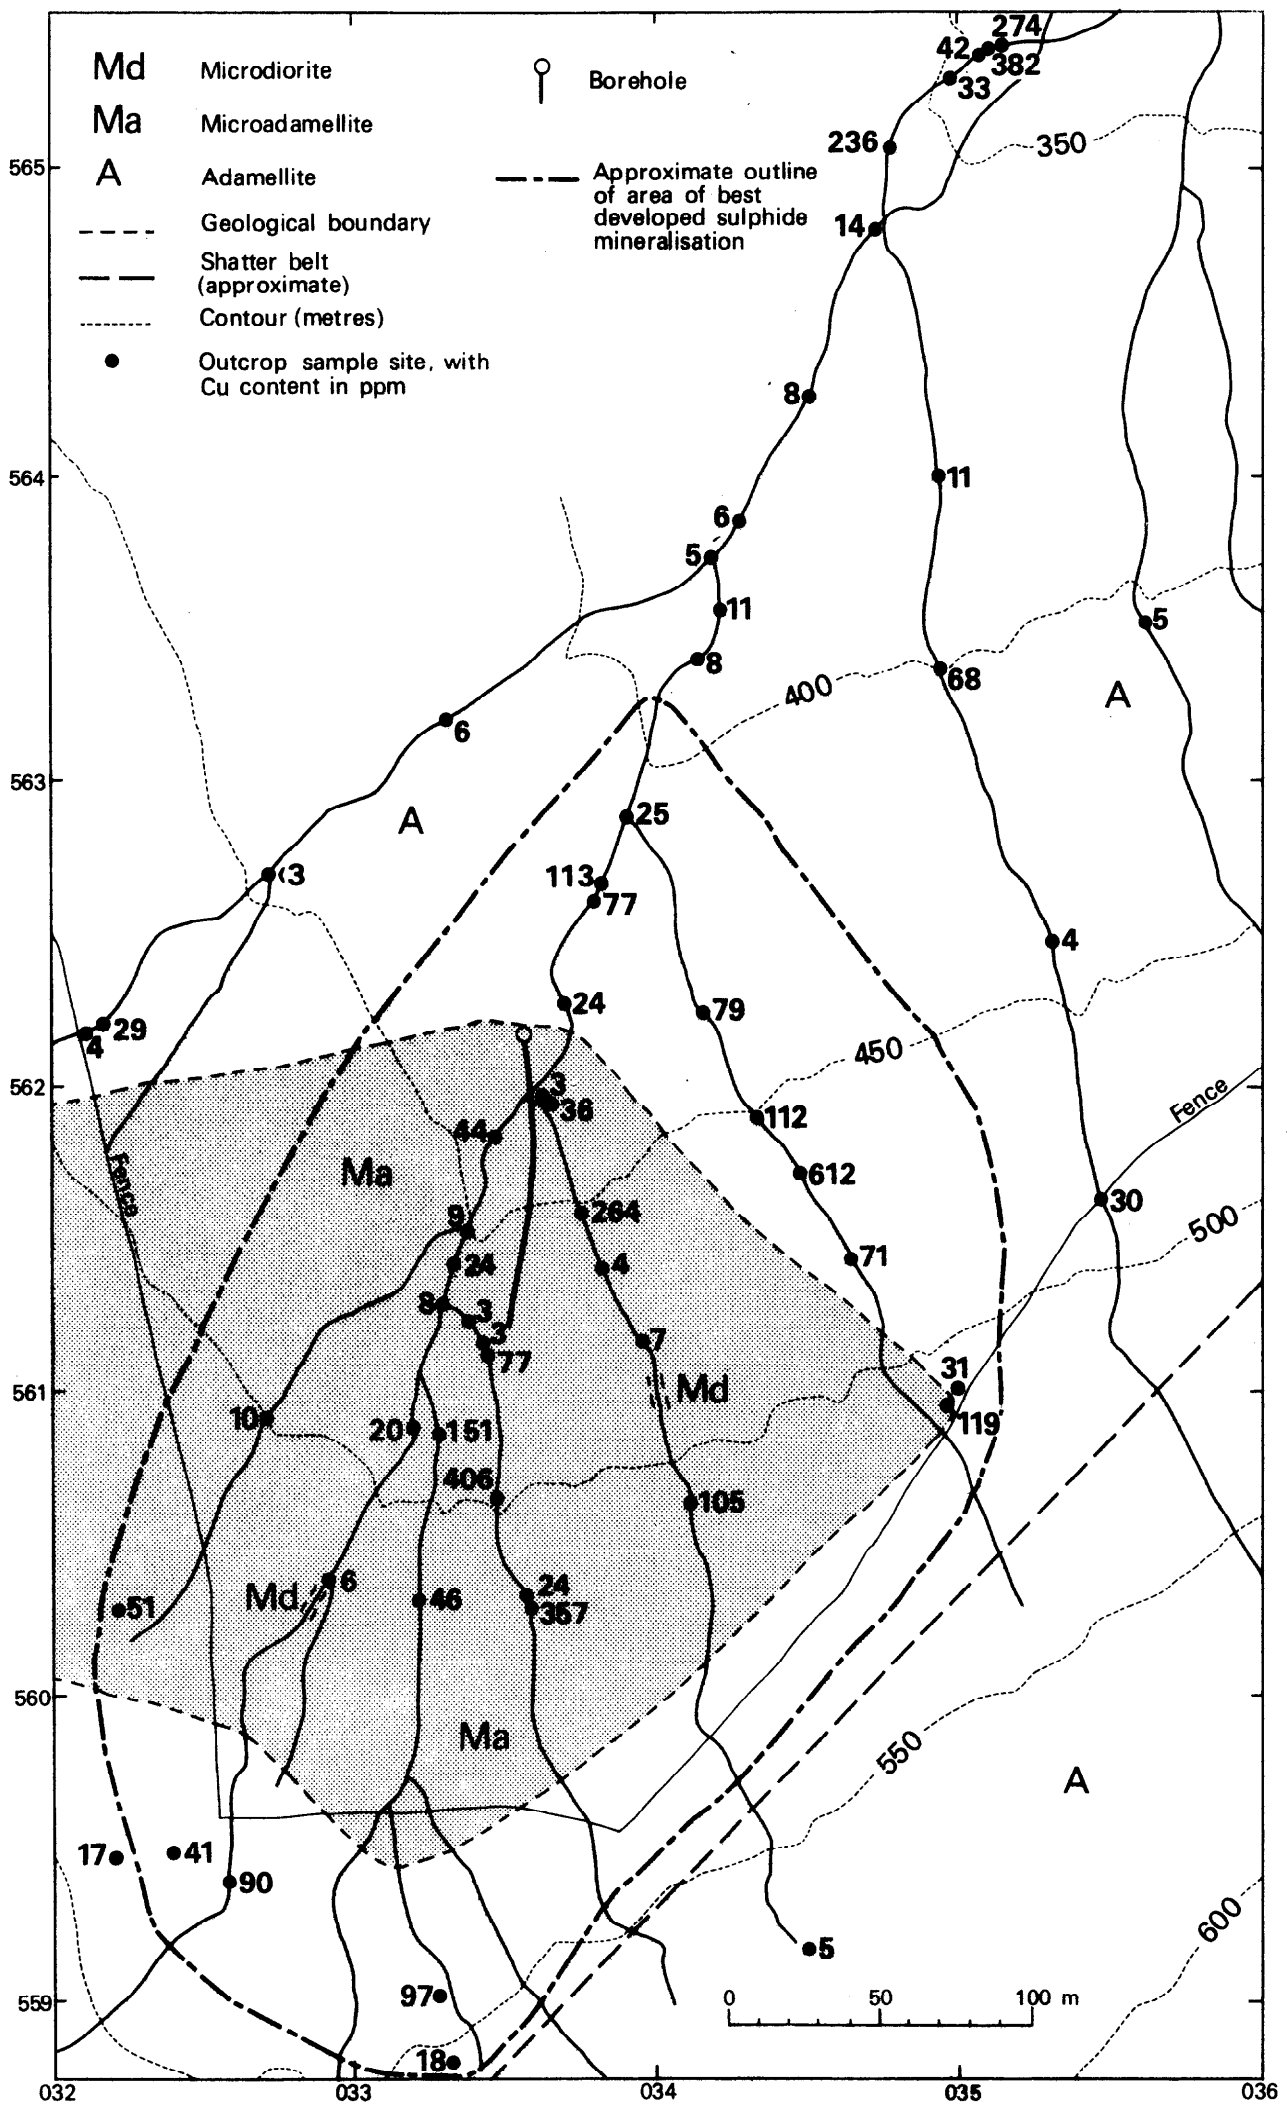 Md Microdiorite
Ma Microadamellite
A Adamellite
Geological boundary
Shatter belt
(approximate)
Contour (metres)
Outcrop sample site, with
Cu content in ppm
Borehole
Approximate outline
of area of best
developed sulphide
mineralisation
274
42
382
33
350
236
565
14
8
564
11
6
5
11
5
8
68
400
A
6
563
25
A
113
77
<3
4
24
79
29
4
450
562
3
36
112
Fence
44
Ma
612
Fence
30
264
9
500
24
4
71
8
3
3
7
77
31
561
Md
10
119
20
151
406
105
Md
6
24
51
46
357
560
Ma
550
A
17
41
90
600
5
97
559
0 50 100 m
18
032 033 034 035 036